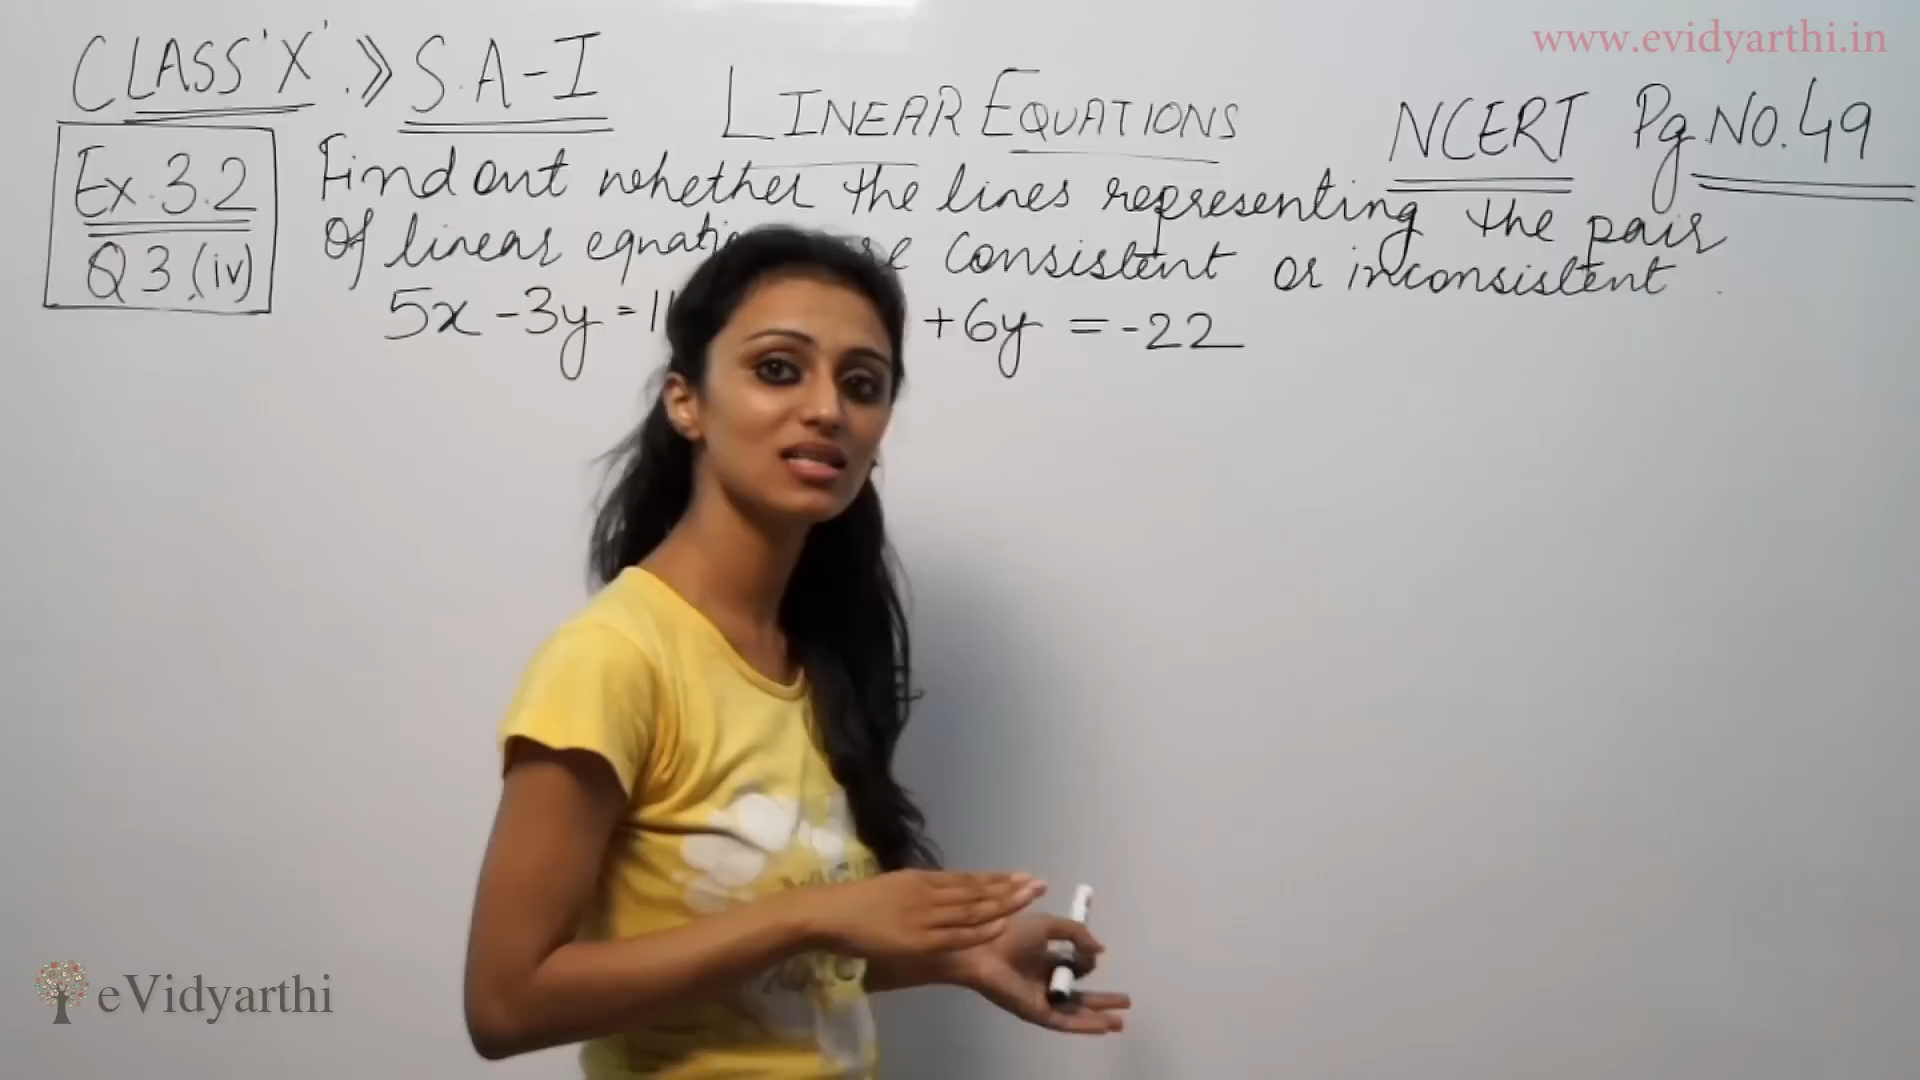 www.evidyarthi.in
CLASS 'X' .>> S.A-I
LINEAR EQUATIONS
NCERT Pg.NO.49
Ex.3.2
Q3.(iv)
Find out whether the lines representing the pair
Of linear consistent or inconsistent.
5x -3y = +6y = -22
eVidyarthi